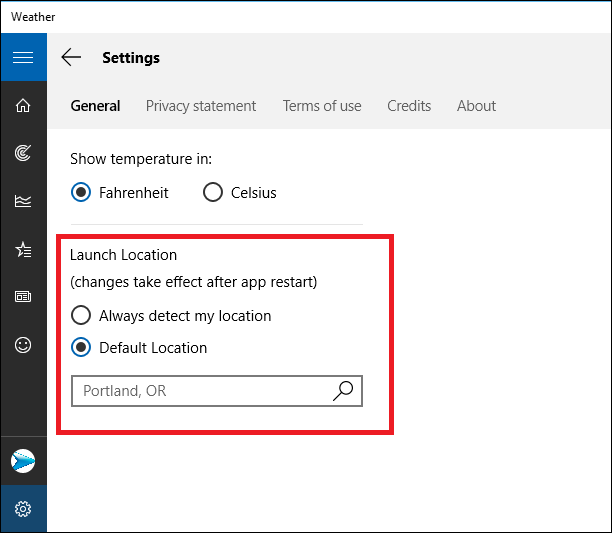 Weather
Settings
General Privacy statement Terms of use Credits About
Show temperature in:
Fahrenheit Celsius
Launch Location
(changes take effect after app restart)
Always detect my location
Default Location
Portland, OR